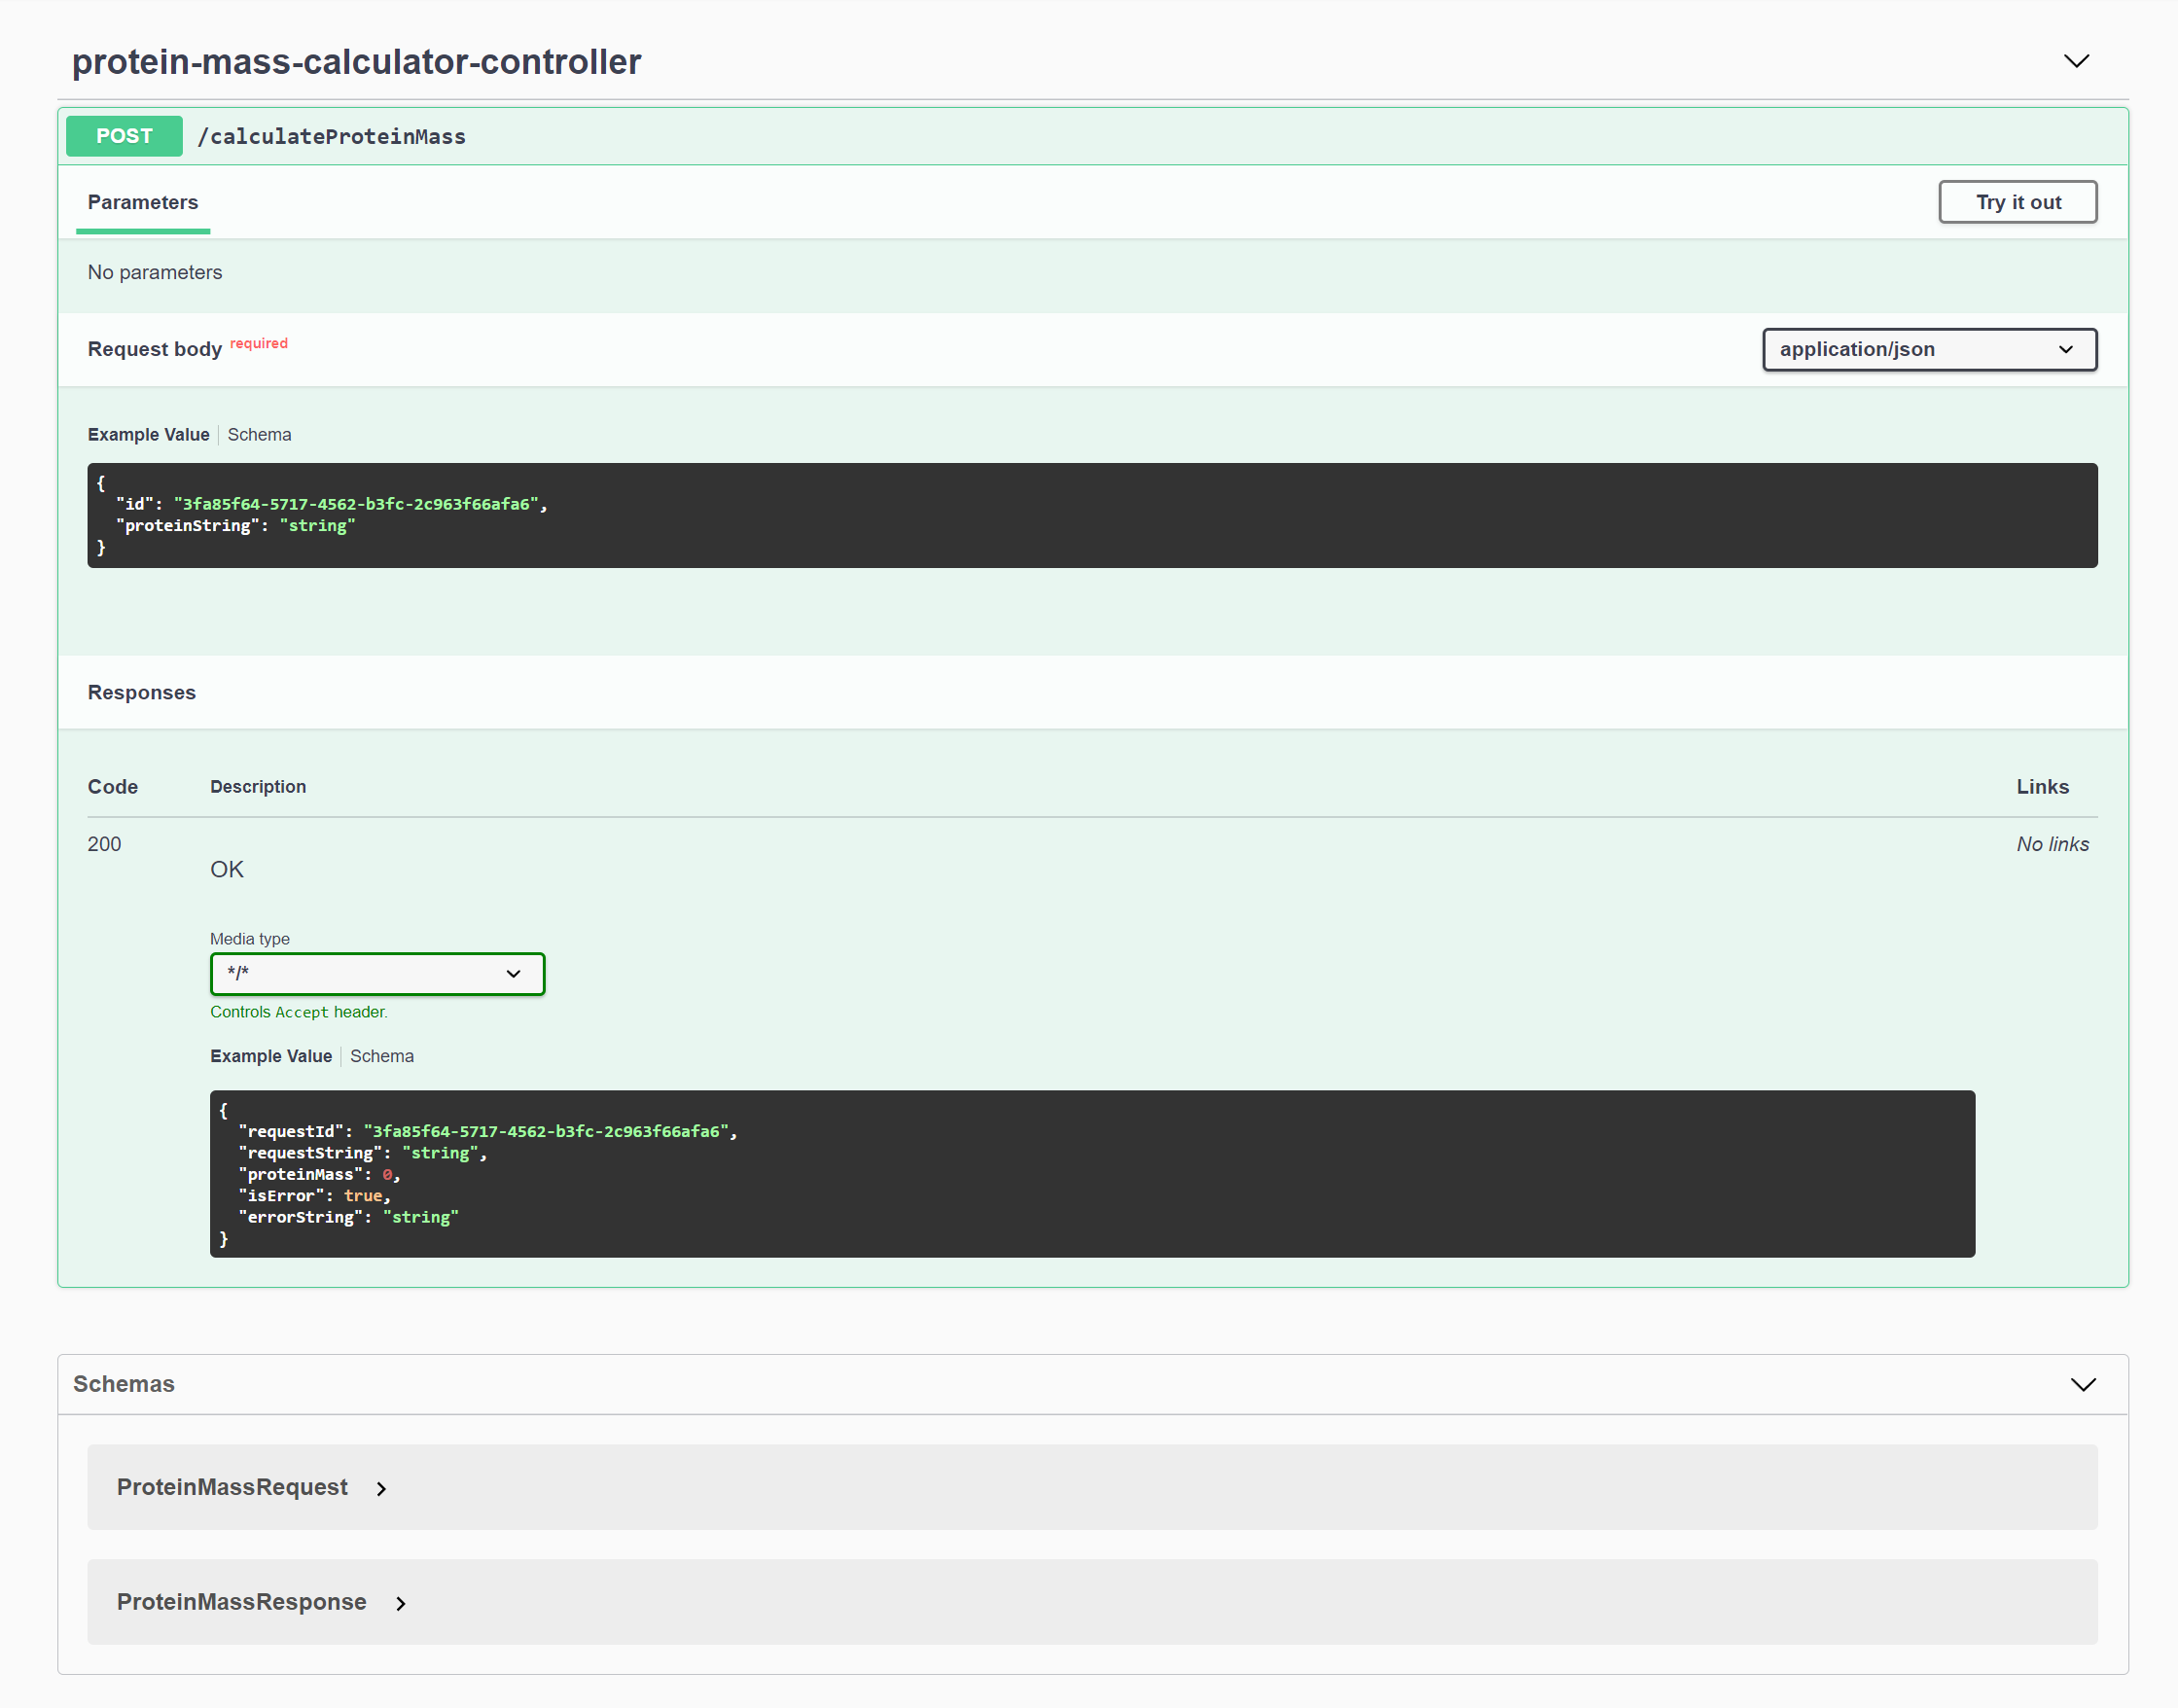 protein-mass-calculator-controller
POST /calculateProteinMass
Parameters
Try it out
No parameters
Request body required
application/json
Example Value Schema
{
  "id": "3fa85f64-5717-4562-b3fc-2c963f66afa6",
  "proteinString": "string"
}
Responses
Code Description Links
200 No links
OK
Media type
*/*
Controls Accept header.
Example Value Schema
{
  "requestId": "3fa85f64-5717-4562-b3fc-2c963f66afa6",
  "requestString": "string",
  "proteinMass": 0,
  "isError": true,
  "errorString": "string"
}
Schemas
ProteinMassRequest
ProteinMassResponse